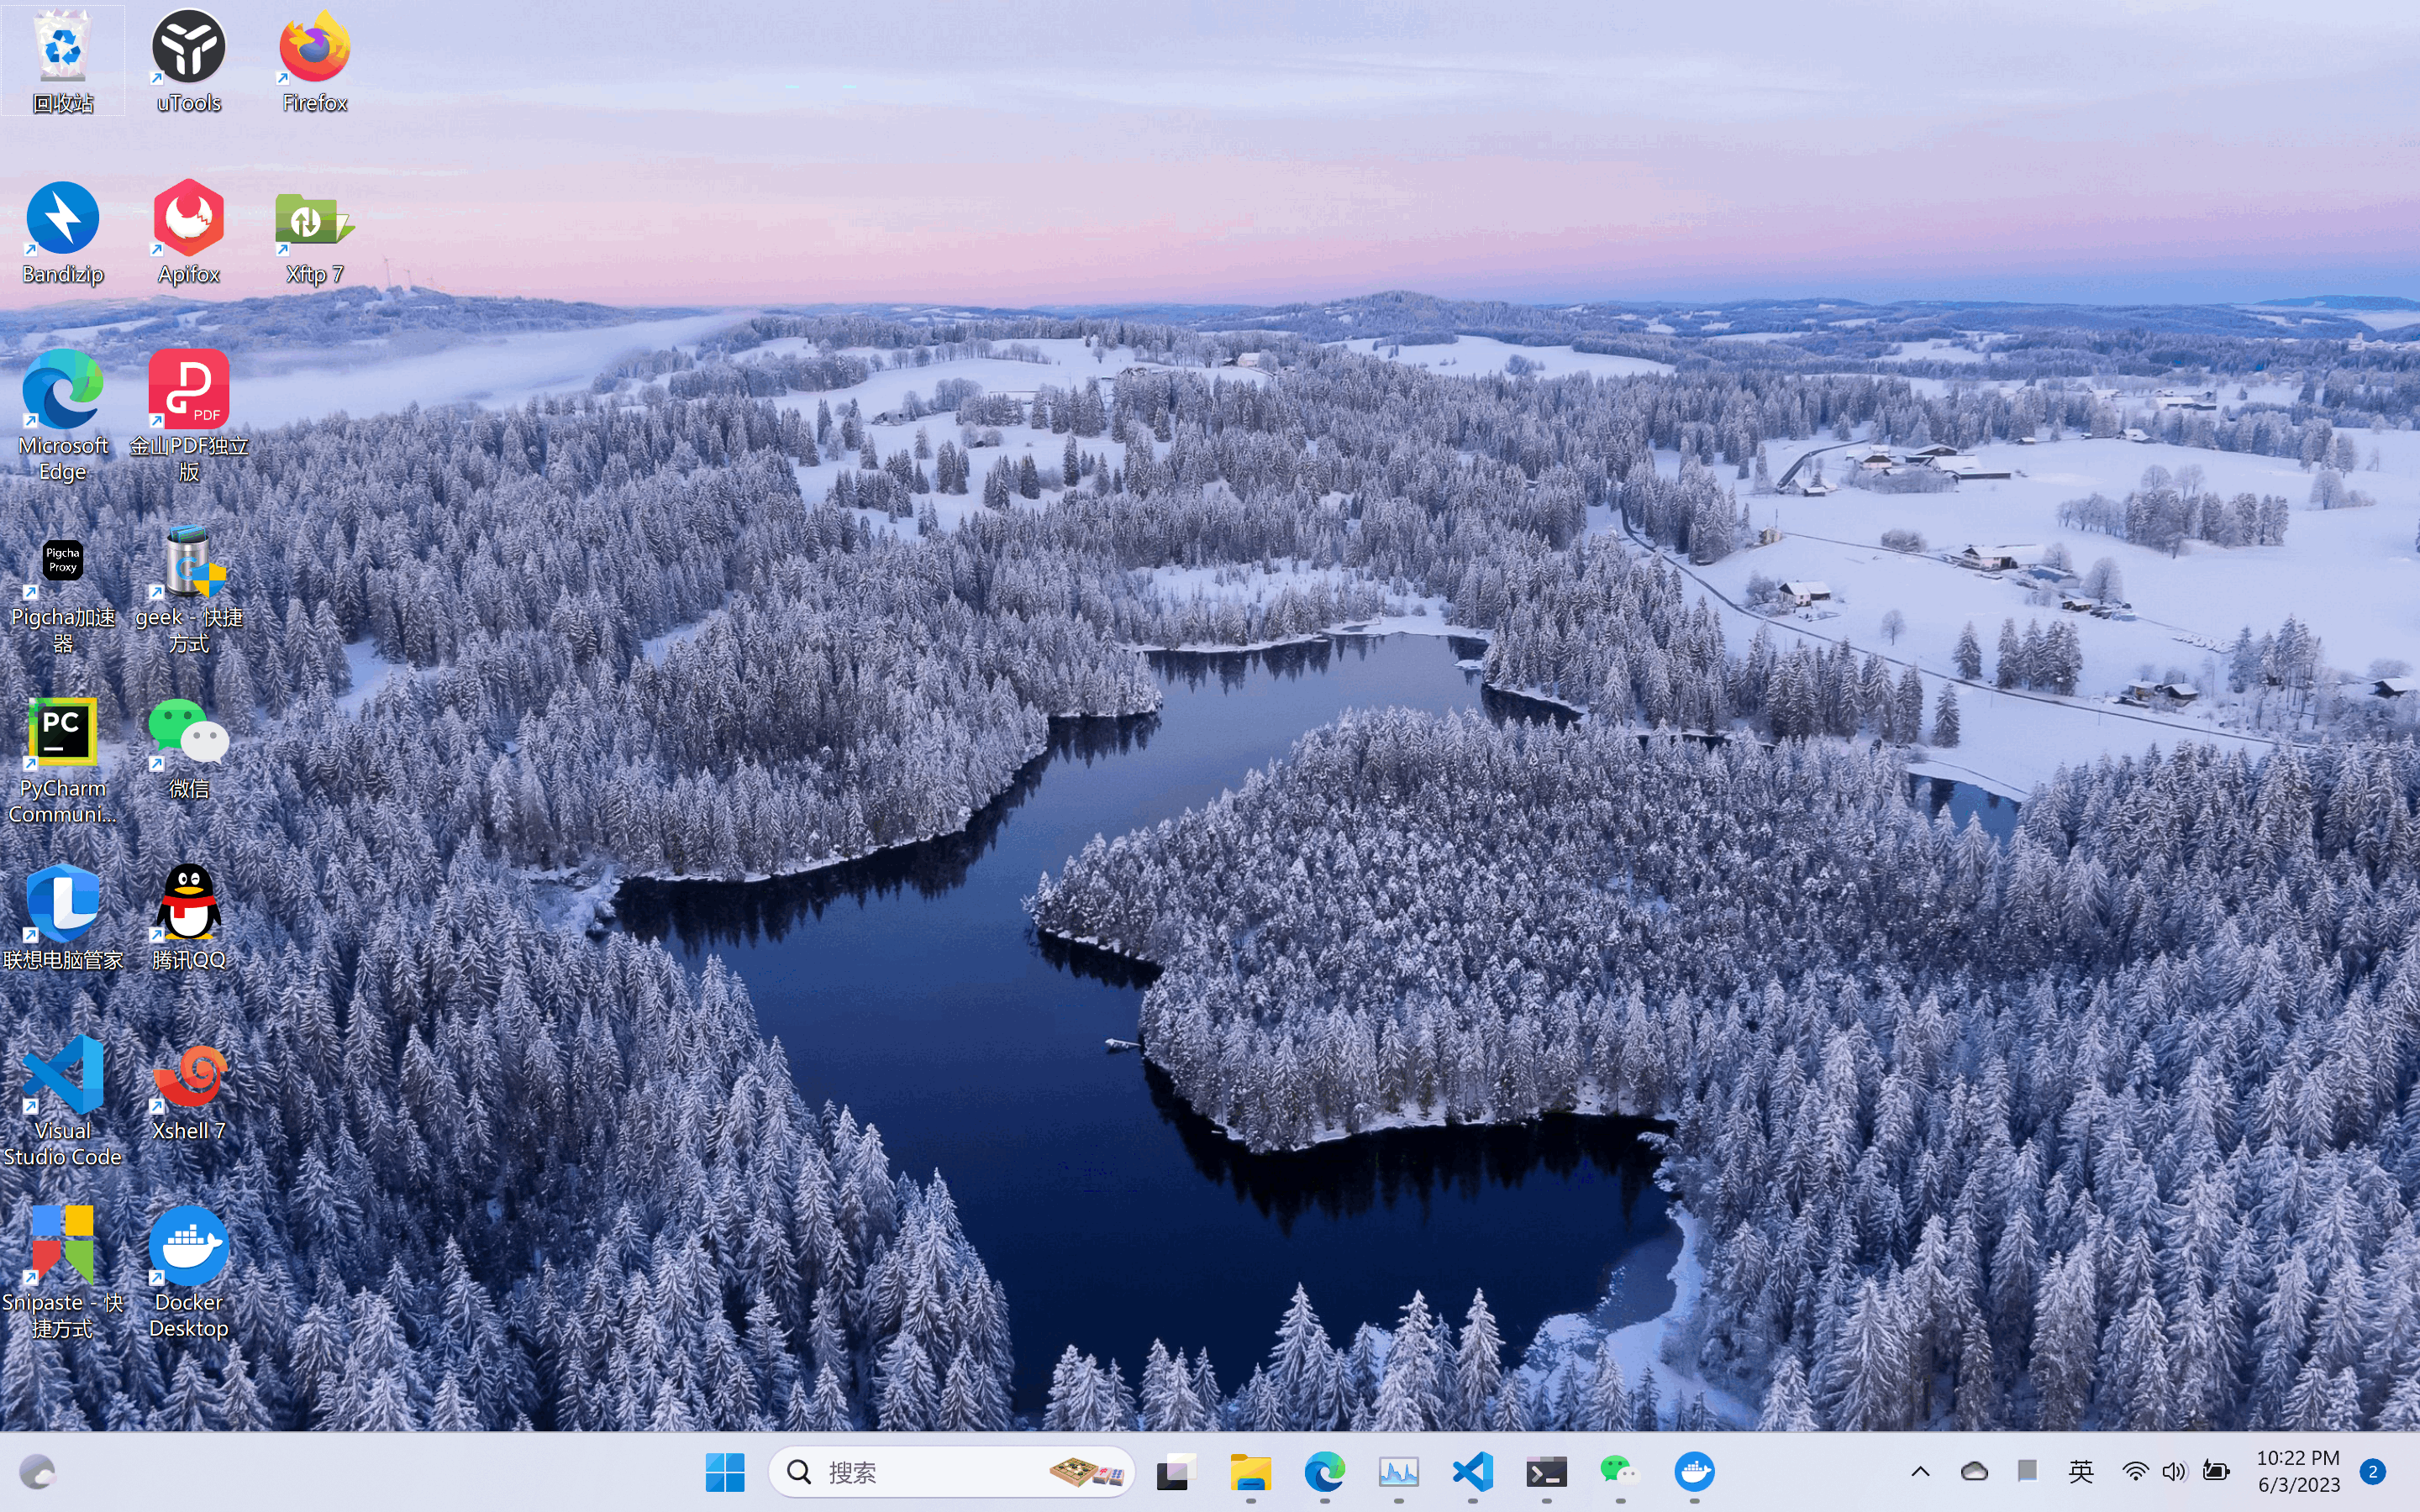 回收站
uTools
Firefox
Bandizip
Apifox
Xftp 7
Microsoft
Edge
PDF
金山PDF独立
版
Pigcha
Proxy
Pigcha加速
器
geek - 快捷
方式
PC
PyCharm
Communi...
微信
联想电脑管家
腾讯QQ
Visual
Studio Code
Xshell 7
Snipaste - 快
捷方式
Docker
Desktop
搜索
英
10:22 PM
6/3/2023
2